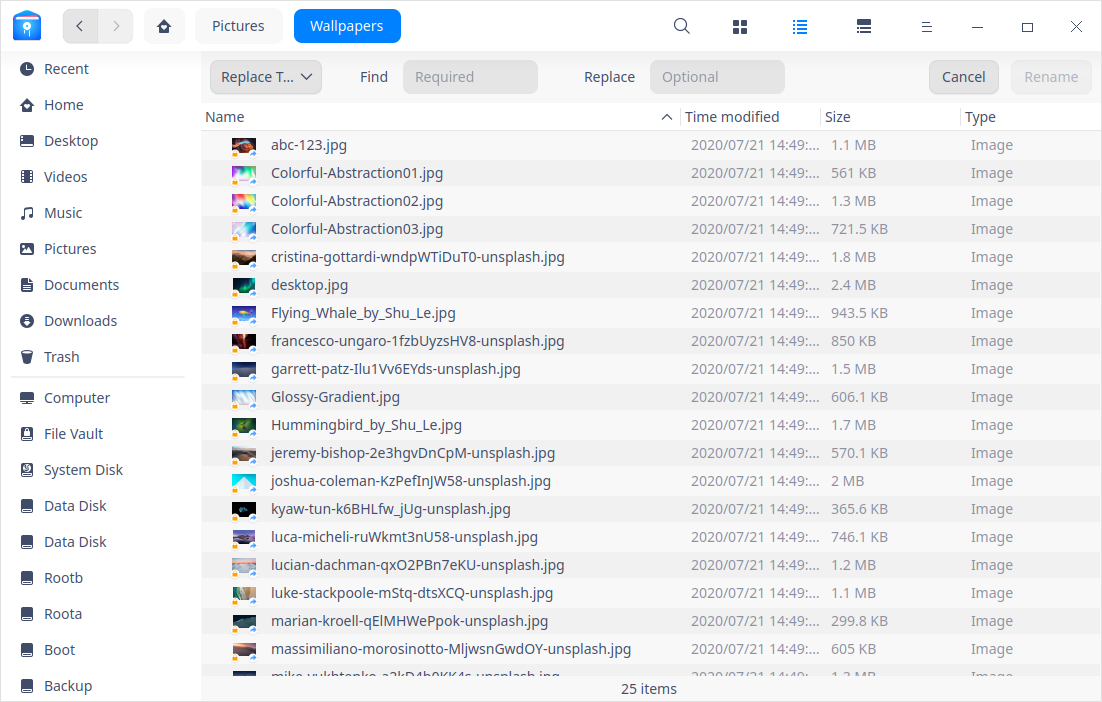 Pictures Wallpapers
Recent
Home
Desktop
Videos
Music
Pictures
Documents
Downloads
Trash
Computer
File Vault
System Disk
Data Disk
Data Disk
Rootb
Roota
Boot
Backup
Replace T... Find Required Replace Optional Cancel Rename
Name Time modified Size Type
abc-123.jpg 2020/07/21 14:49:... 1.1 MB Image
Colorful-Abstraction01.jpg 2020/07/21 14:49:... 561 KB Image
Colorful-Abstraction02.jpg 2020/07/21 14:49:... 1.3 MB Image
Colorful-Abstraction03.jpg 2020/07/21 14:49:... 721.5 KB Image
cristina-gottardi-wndpWTiDuT0-unsplash.jpg 2020/07/21 14:49:... 1.8 MB Image
desktop.jpg 2020/07/21 14:49:... 2.4 MB Image
Flying_Whale_by_Shu_Le.jpg 2020/07/21 14:49:... 943.5 KB Image
francesco-ungaro-1fzbUyzsHV8-unsplash.jpg 2020/07/21 14:49:... 850 KB Image
garrett-patz-Ilu1Vv6EYds-unsplash.jpg 2020/07/21 14:49:... 1.5 MB Image
Glossy-Gradient.jpg 2020/07/21 14:49:... 606.1 KB Image
Hummingbird_by_Shu_Le.jpg 2020/07/21 14:49:... 1.7 MB Image
jeremy-bishop-2e3hgvDnCpM-unsplash.jpg 2020/07/21 14:49:... 570.1 KB Image
joshua-coleman-KzPefInJW58-unsplash.jpg 2020/07/21 14:49:... 2 MB Image
kyaw-tun-k6BHLfw_jUg-unsplash.jpg 2020/07/21 14:49:... 365.6 KB Image
luca-micheli-ruWkmt3nU58-unsplash.jpg 2020/07/21 14:49:... 746.1 KB Image
lucian-dachman-qxO2PBn7eKU-unsplash.jpg 2020/07/21 14:49:... 1.2 MB Image
luke-stackpoole-mStq-dtsXCQ-unsplash.jpg 2020/07/21 14:49:... 1.1 MB Image
marian-kroell-qElMHWePpok-unsplash.jpg 2020/07/21 14:49:... 299.8 KB Image
massimiliano-morosinotto-MljwsnGwdOY-unsplash.jpg 2020/07/21 14:49:... 605 KB Image
25 items